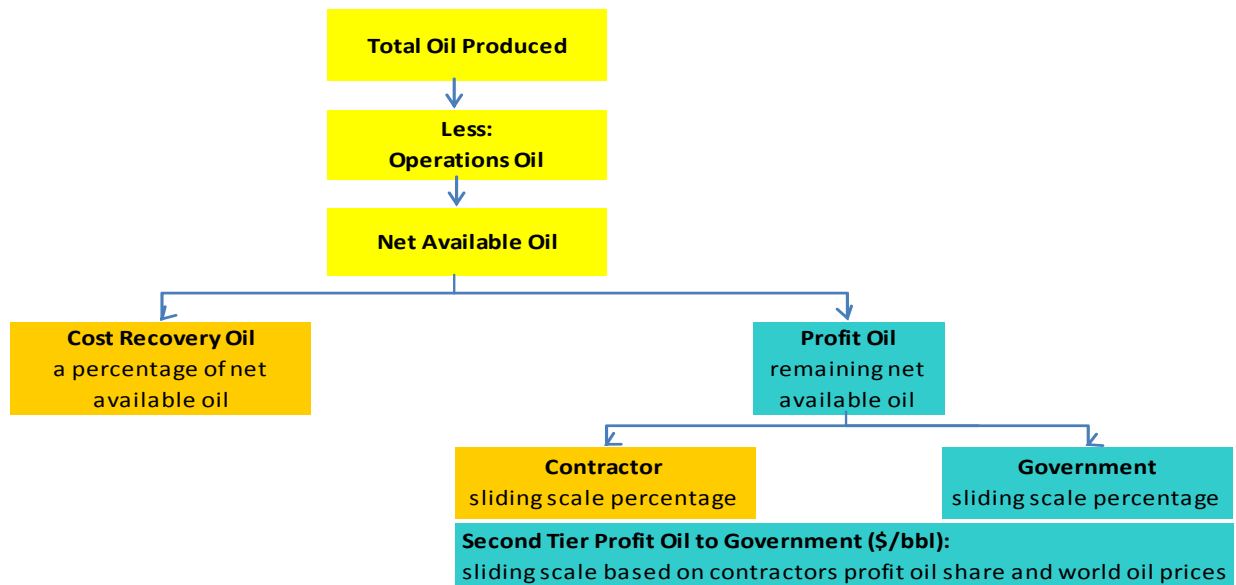 Total Oil Produced
Less:
Operations Oil
Net Available Oil
Cost Recovery Oil
a percentage of net
available oil
Profit Oil
remaining net
available oil
Contractor
sliding scale percentage
Government
sliding scale percentage
Second Tier Profit Oil to Government ($/bbl):
sliding scale based on contractors profit oil share and world oil prices